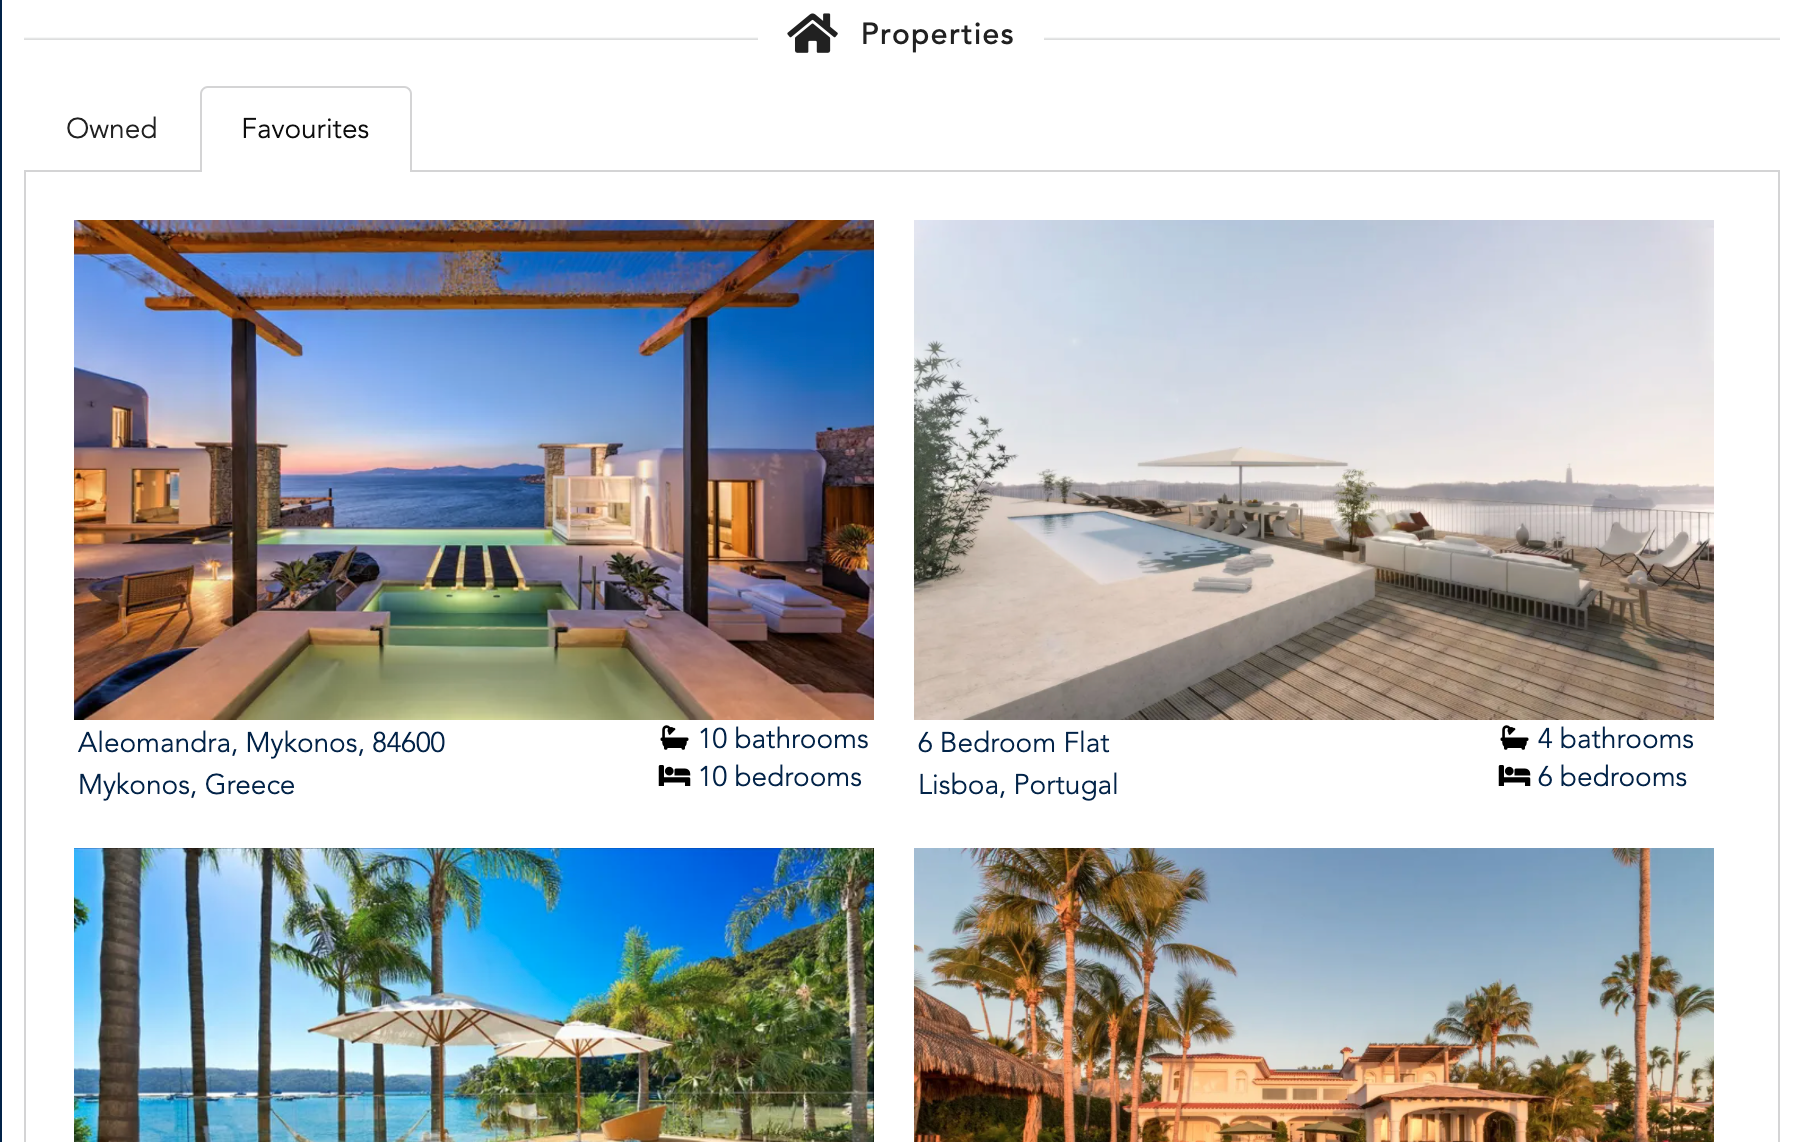 Properties
Owned
Favourites
Aleomandra, Mykonos, 84600
Mykonos, Greece
10 bathrooms
10 bedrooms
6 Bedroom Flat
Lisboa, Portugal
4 bathrooms
6 bedrooms